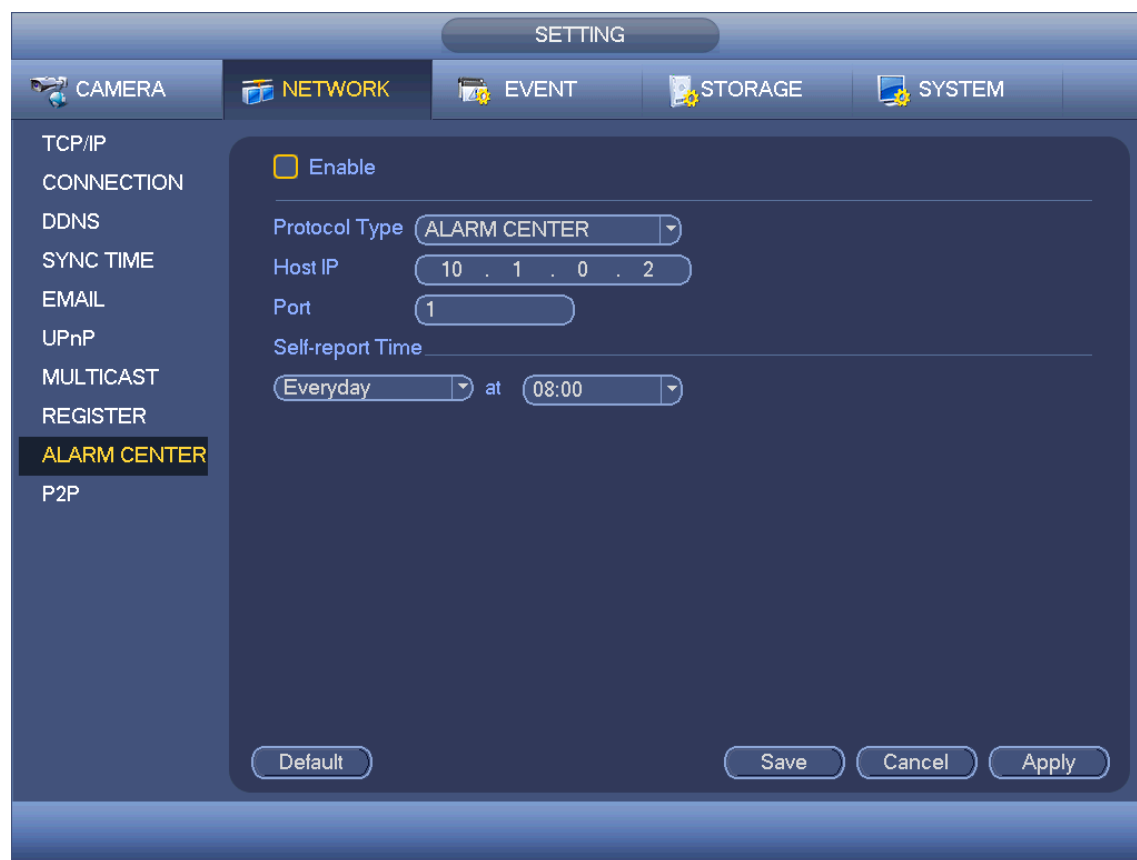 SETTING
CAMERA NETWORK EVENT STORAGE SYSTEM
TCP/IP
CONNECTION
DDNS
SYNC TIME
EMAIL
UPnP
MULTICAST
REGISTER
ALARM CENTER
P2P
Enable
Protocol Type ALARM CENTER
Host IP 10 . 1 . 0 . 2
Port 1
Self-report Time
Everyday at 08:00
Default Save Cancel Apply